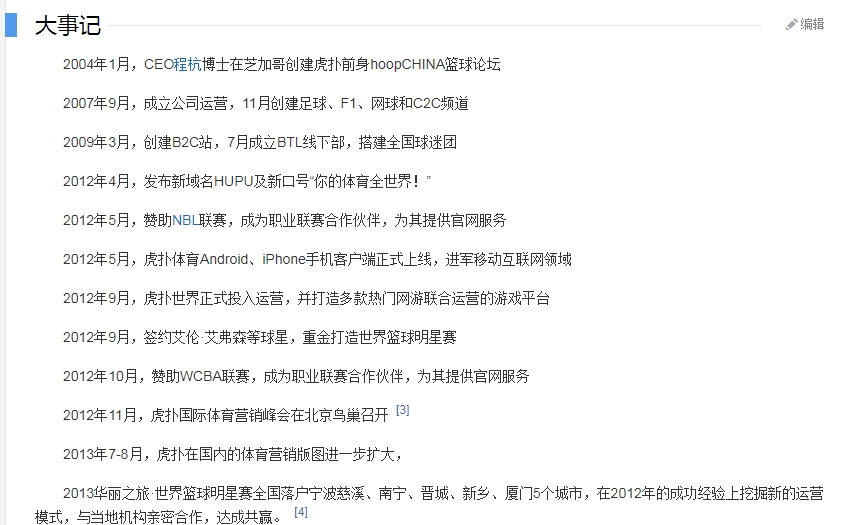 大事记
编辑
2004年1月，CEO程杭博士在芝加哥创建虎扑前身hoopCHINA篮球论坛
2007年9月，成立公司运营，11月创建足球、F1、网球和C2C频道
2009年3月，创建B2C站，7月成立BTL线下部，搭建全国球迷团
2012年4月，发布新域名HUPU及新口号“你的体育全世界！”
2012年5月，赞助NBL联赛，成为职业联赛合作伙伴，为其提供官网服务
2012年5月，虎扑体育Android、iPhone手机客户端正式上线，进军移动互联网领域
2012年9月，虎扑世界正式投入运营，并打造多款热门网游联合运营的游戏平台
2012年9月，签约艾伦·艾弗森等球星，重金打造世界篮球明星赛
2012年10月，赞助WCBA联赛，成为职业联赛合作伙伴，为其提供官网服务
2012年11月，虎扑国际体育营销峰会在北京鸟巢召开 [3]
2013年7-8月，虎扑在国内的体育营销版图进一步扩大，
2013华丽之旅·世界篮球明星赛全国落户宁波慈溪、南宁、晋城、新乡、厦门5个城市，在2012年的成功经验上挖掘新的运营
模式，与当地机构亲密合作，达成共赢。 [4]